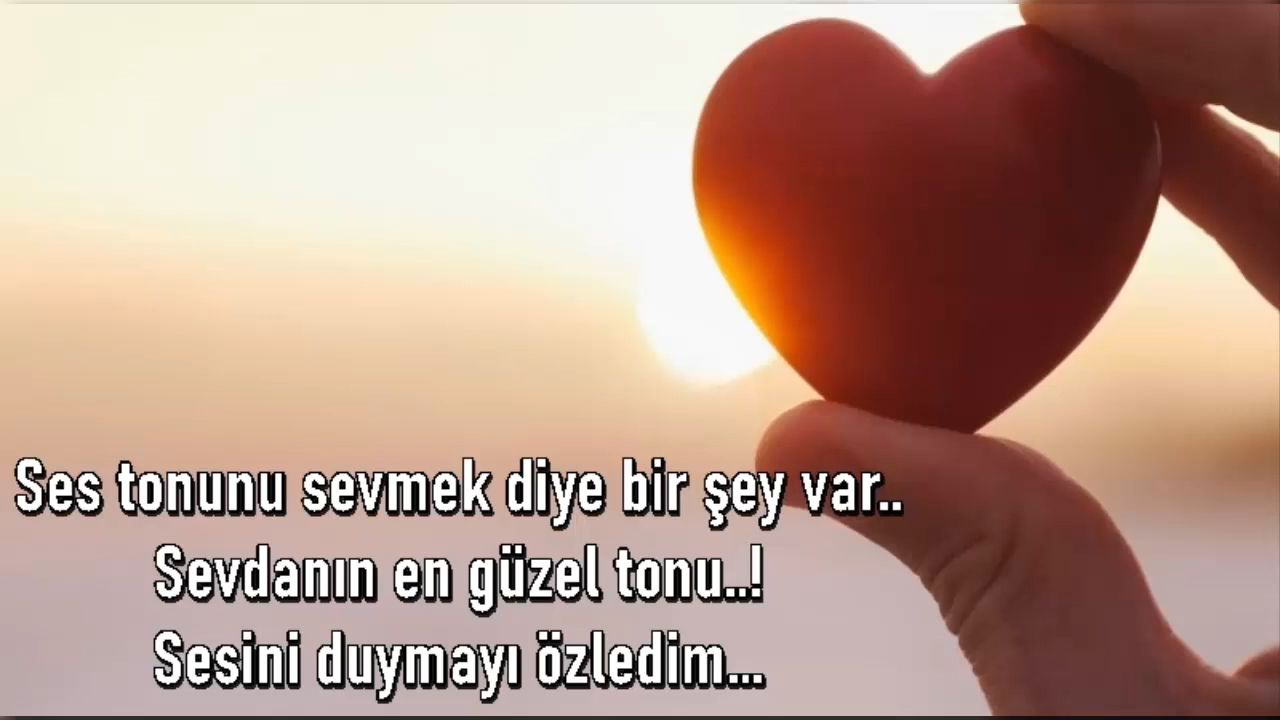 Ses tonunu sevmek diye bir şey var..
Sevdanın en güzel tonu..!
Sesini duymayı özledim...